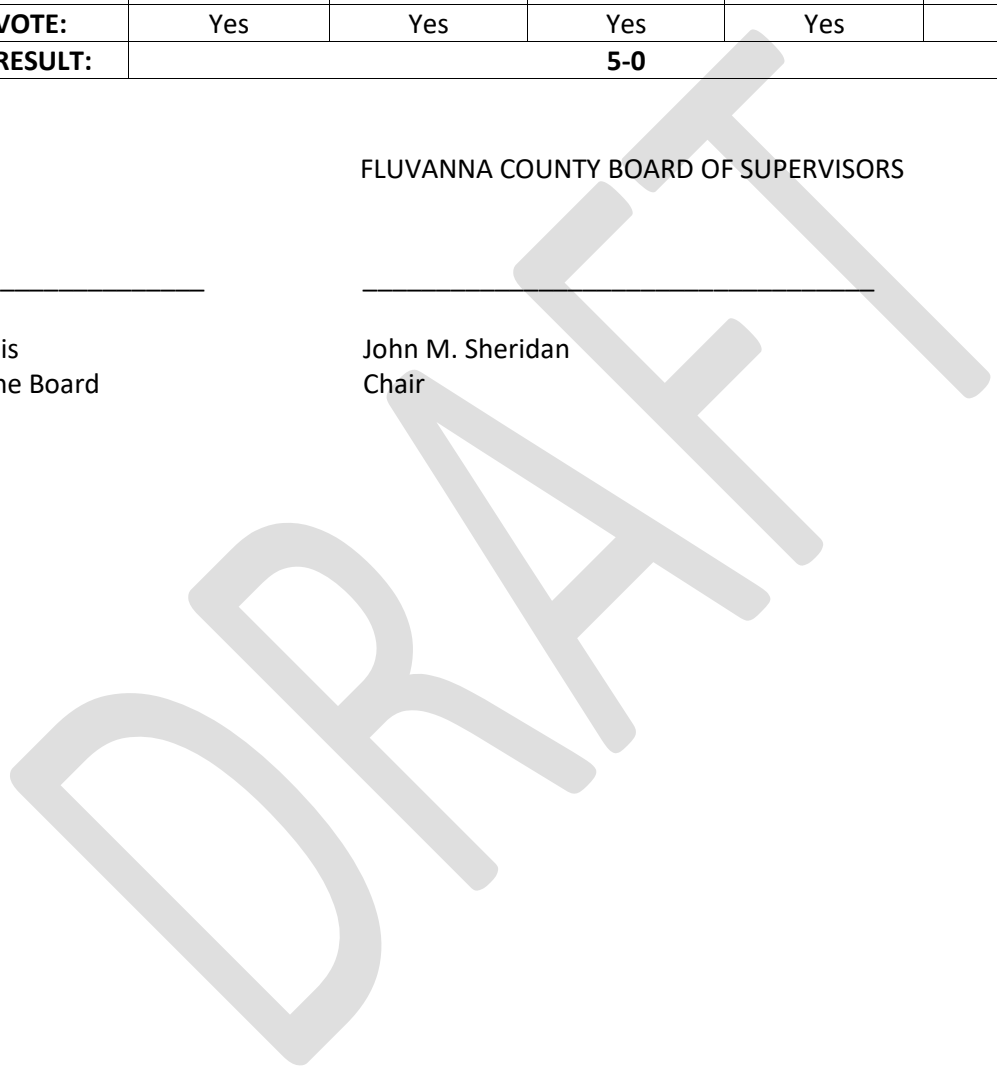 VOTE: Yes Yes Yes Yes
RESULT: 5-0
FLUVANNA COUNTY BOARD OF SUPERVISORS
____________________________________
is John M. Sheridan
e Board Chair
DRAFT